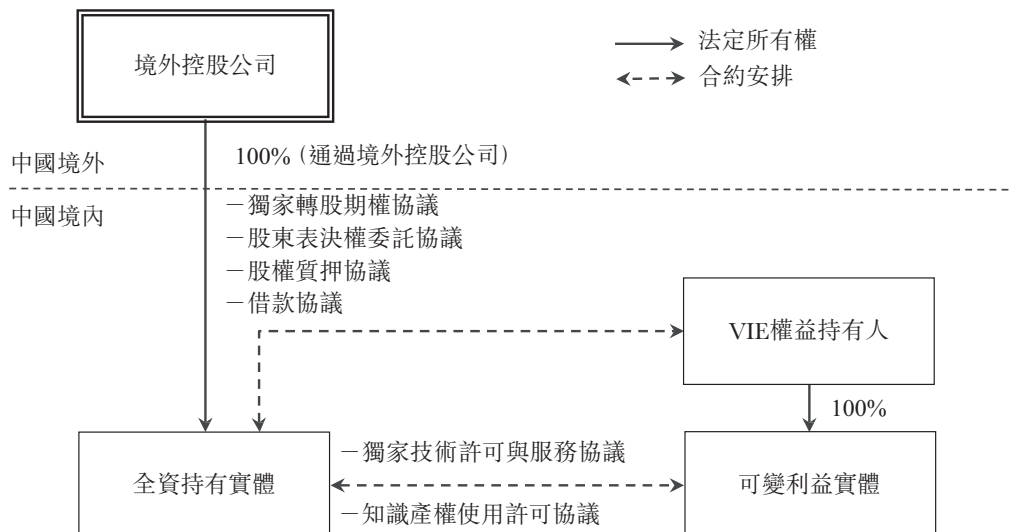 境外控股公司
法定所有權
合約安排
中國境外
100%（通過境外控股公司）
中國境內
－獨家轉股期權協議
－股東表決權委託協議
－股權質押協議
－借款協議
VIE權益持有人
100%
全資持有實體
－獨家技術許可與服務協議
－知識產權使用許可協議
可變利益實體